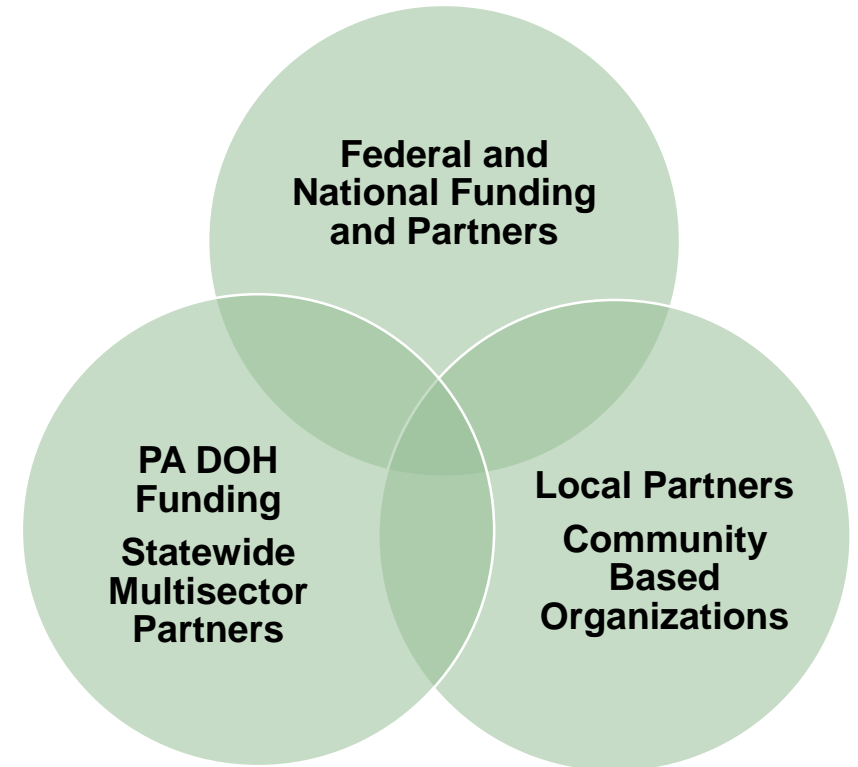 Federal and
National Funding
and Partners
PA DOH
Funding
Statewide
Multisector
Partners
Local Partners
Community
Based
Organizations